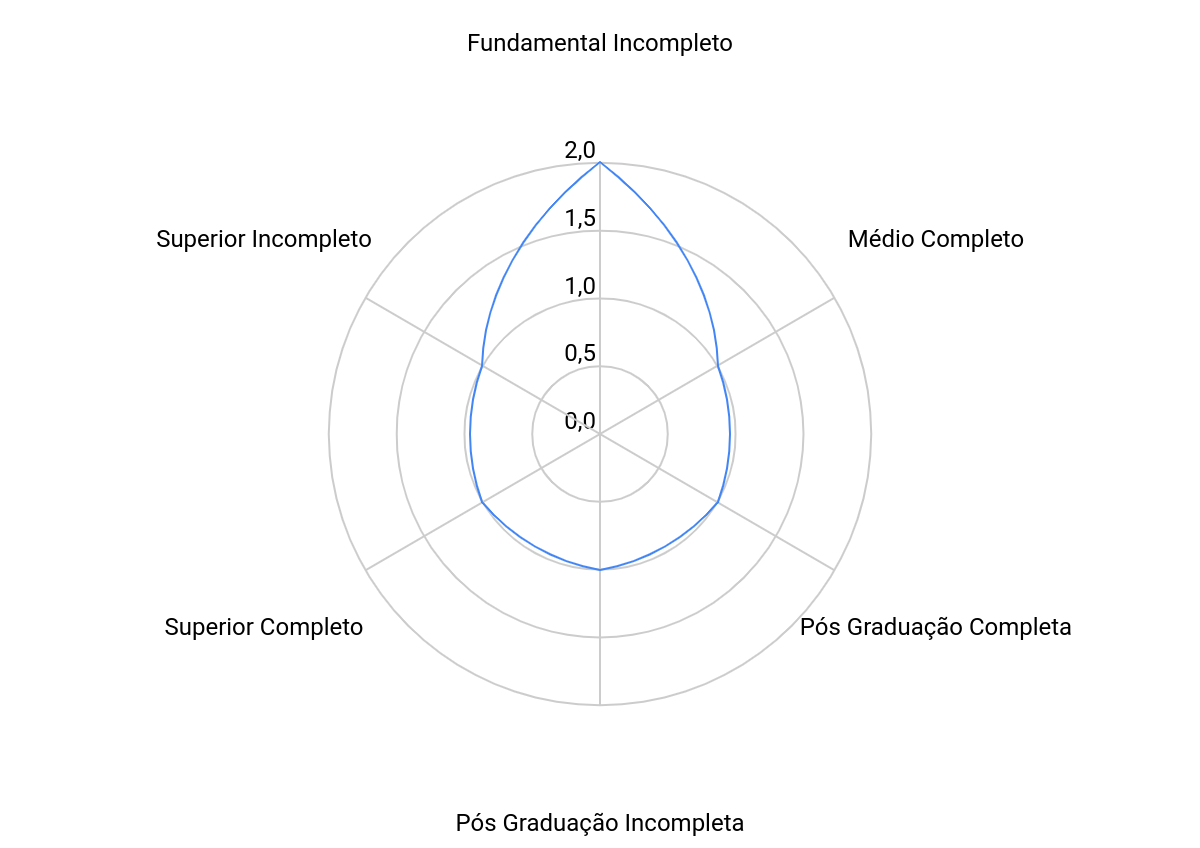 Fundamental Incompleto
2,0
1,5
Superior Incompleto
Médio Completo
1,0
0,5
0,0
Superior Completo
Pós Graduação Completa
Pós Graduação Incompleta